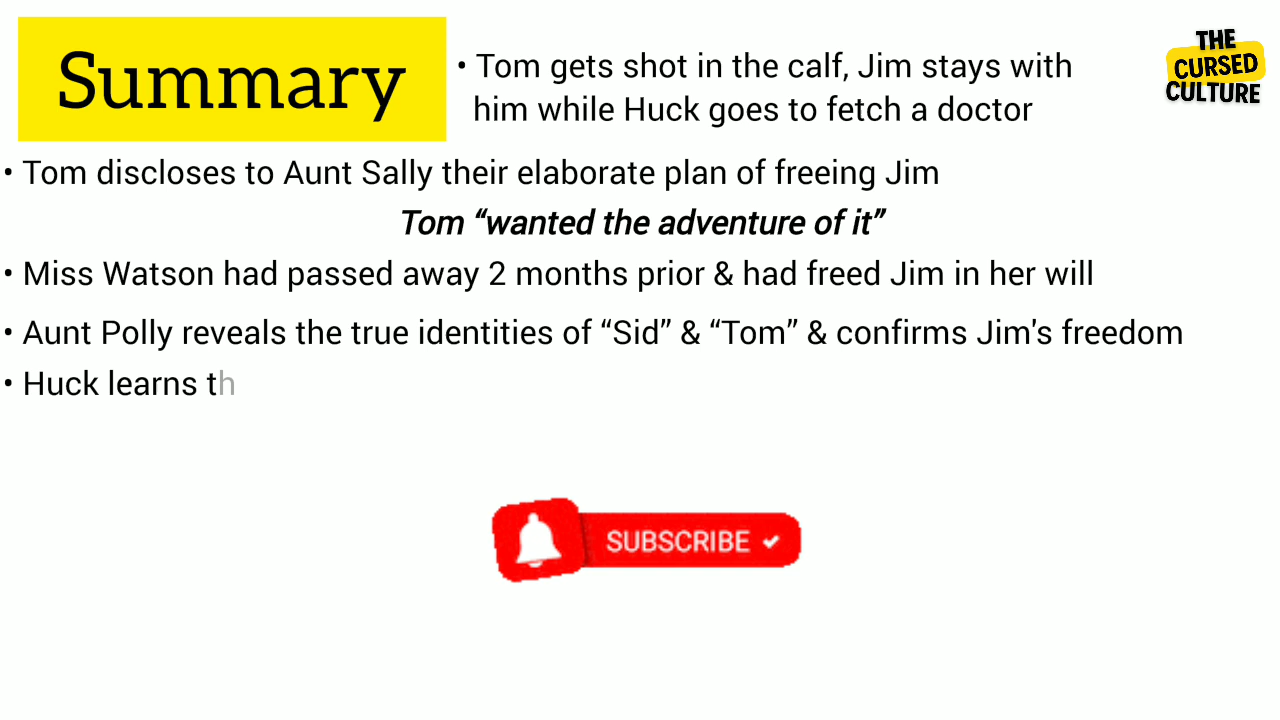 Summary
• Tom gets shot in the calf, Jim stays with
him while Huck goes to fetch a doctor
THE
CURSED
CULTURE
• Tom discloses to Aunt Sally their elaborate plan of freeing Jim
Tom “wanted the adventure of it”
• Miss Watson had passed away 2 months prior & had freed Jim in her will
• Aunt Polly reveals the true identities of “Sid” & “Tom” & confirms Jim's freedom
• Huck learns th
SUBSCRIBE